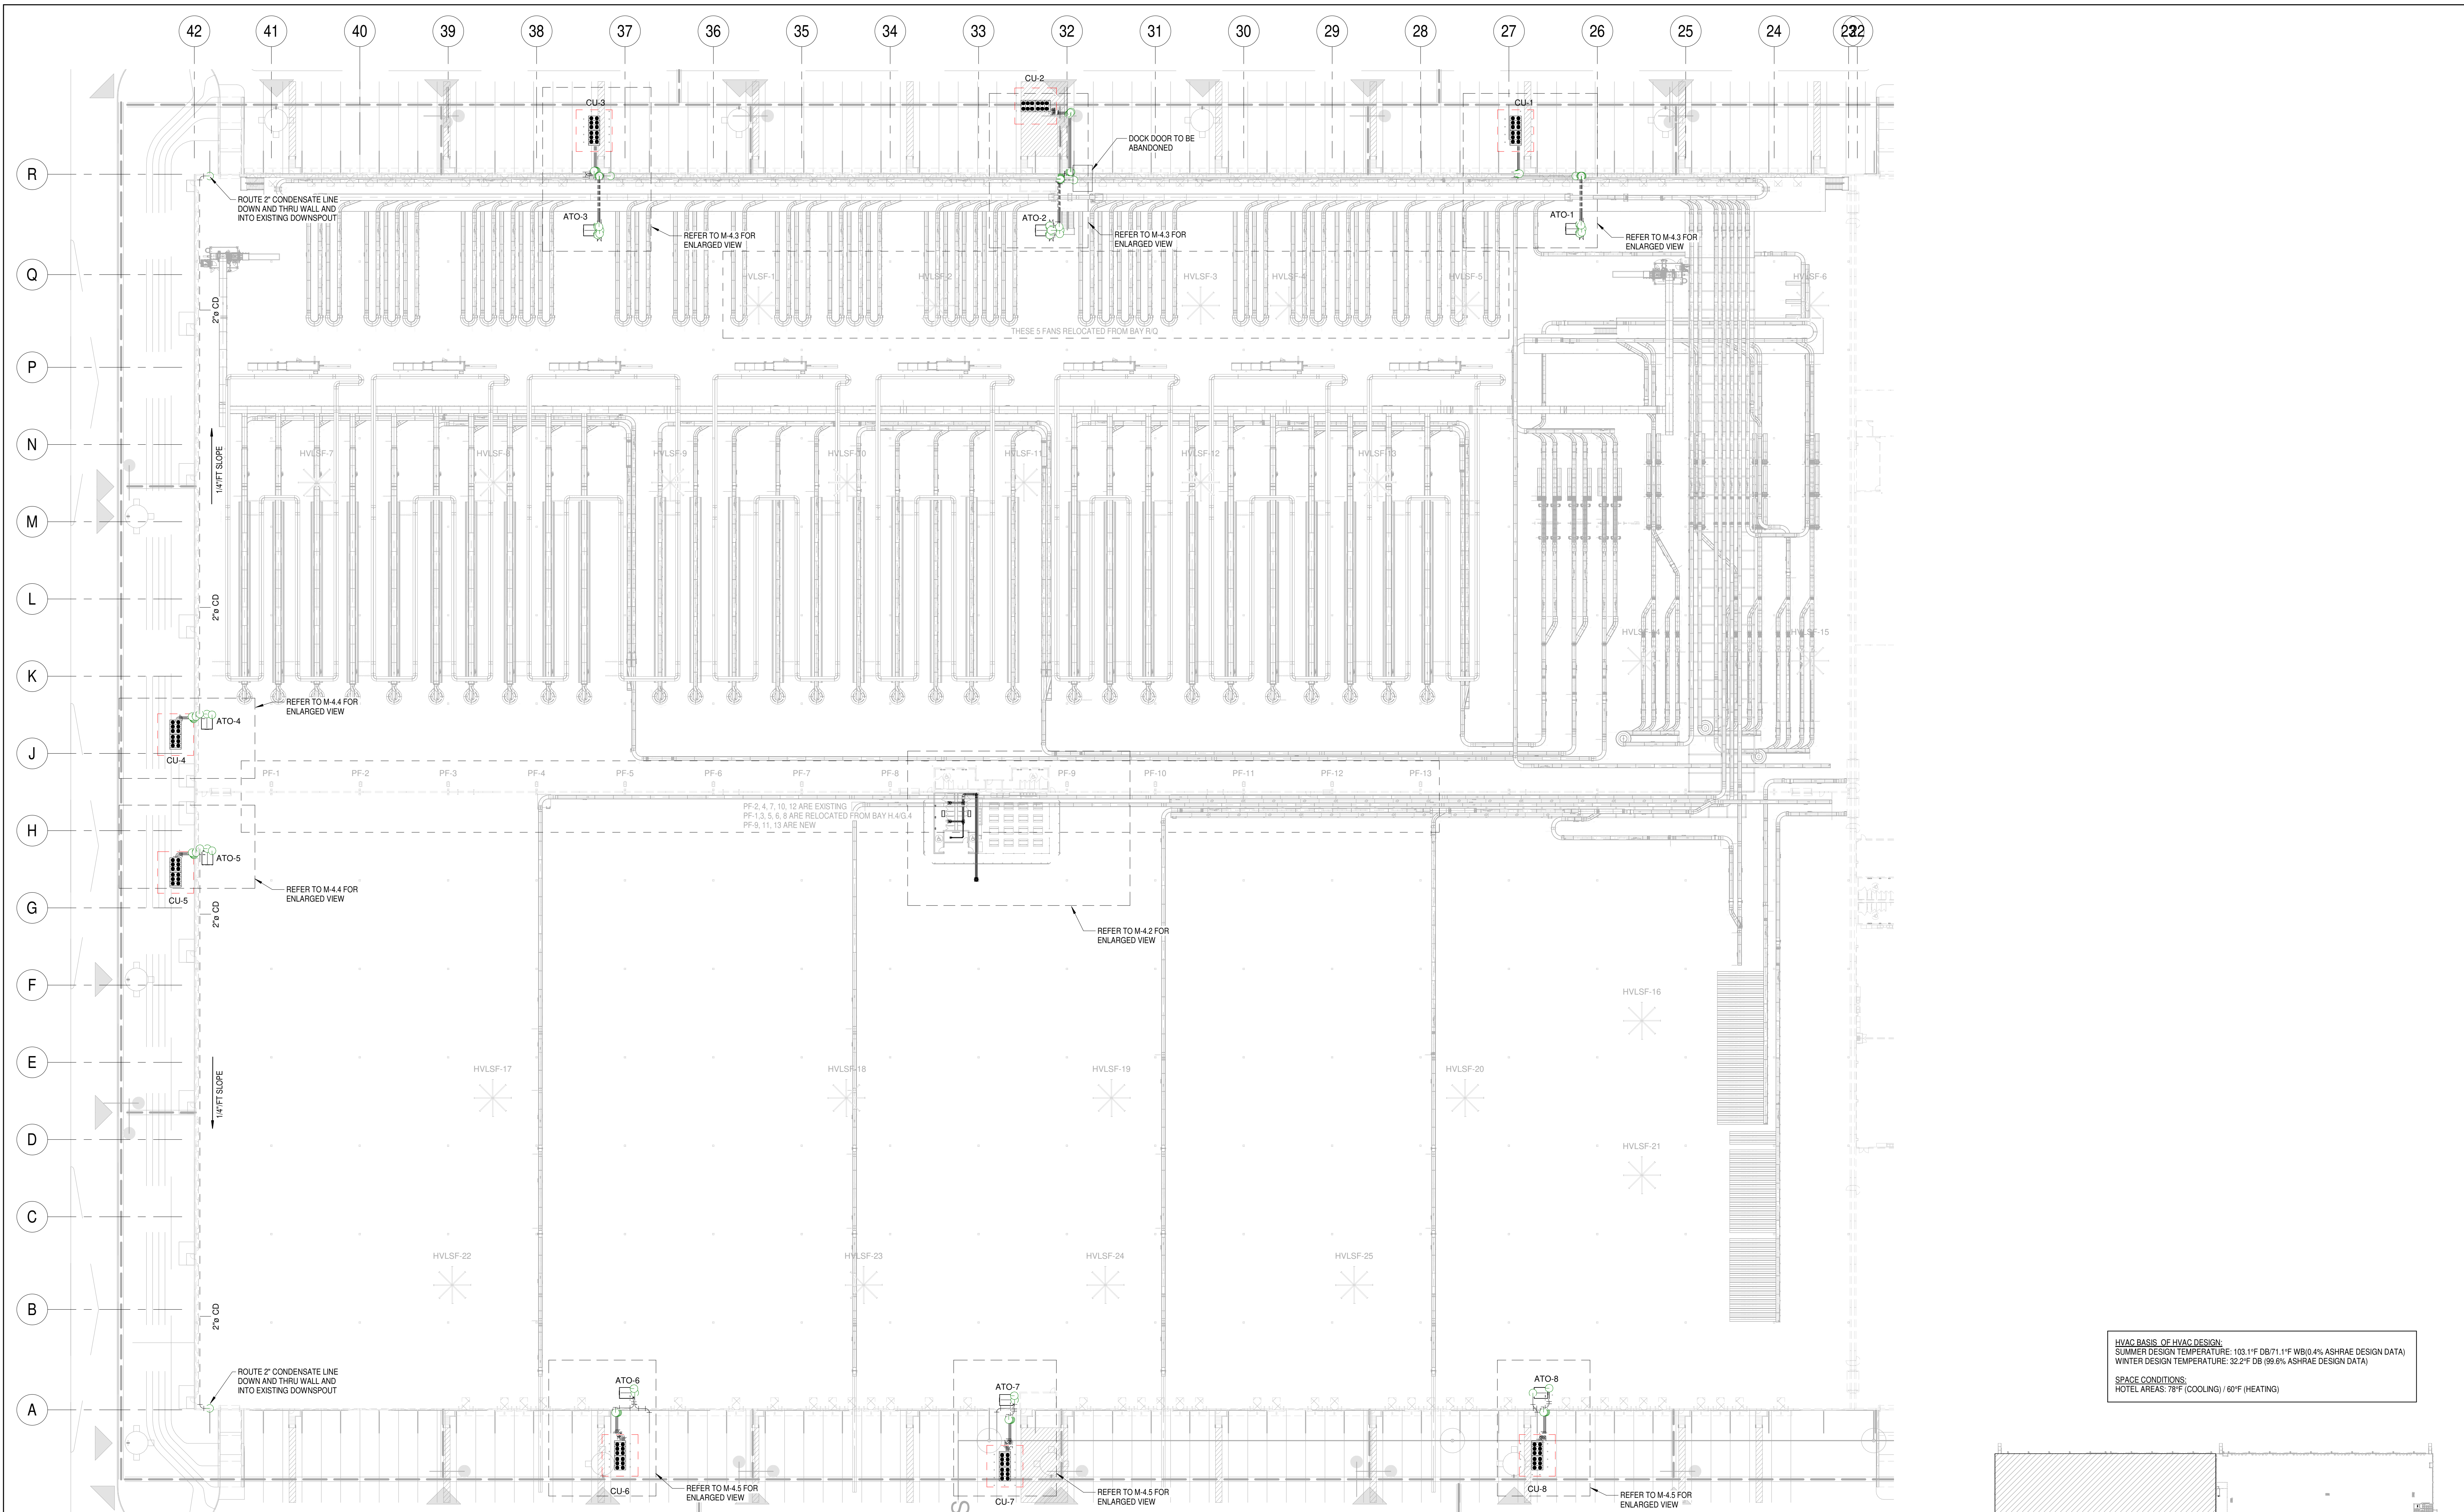 42 41 40 39 38 37 36 35 34 33 32 31 30 29 28 27 26 25 24 22
CU-3
CU-2
CU-1
DOCK DOOR TO BE
ABANDONED
R
ROUTE 2" CONDENSATE LINE
DOWN AND THRU WALL AND
INTO EXISTING DOWNSPOUT
ATO-3
REFER TO M-4.3 FOR
ENLARGED VIEW
ATO-2
REFER TO M-4.3 FOR
ENLARGED VIEW
ATO-1
REFER TO M-4.3 FOR
ENLARGED VIEW
Q
HVLSF-1
HVLSF-2
HVLSF-3
HVLSF-4
HVLSF-5
HVLSF-6
2"ø CD
THESE 5 FANS RELOCATED FROM BAY R/Q
P
N
1/4"/FT SLOPE
HVLSF-7
HVLSF-8
HVLSF-9
HVLSF-10
HVLSF-11
HVLSF-12
HVLSF-13
M
L
2"ø CD
HVLSF-14
HVLSF-15
K
REFER TO M-4.4 FOR
ENLARGED VIEW
ATO-4
J
CU-4
PF-1
PF-2
PF-3
PF-4
PF-5
PF-6
PF-7
PF-8
PF-9
PF-10
PF-11
PF-12
PF-13
PF-2, 4, 7, 10, 12 ARE EXISTING
PF-1,3, 5, 6, 8 ARE RELOCATED FROM BAY H.4/G.4
PF-9, 11, 13 ARE NEW
H
ATO-5
REFER TO M-4.4 FOR
ENLARGED VIEW
CU-5
G
2"ø CD
REFER TO M-4.2 FOR
ENLARGED VIEW
F
HVLSF-16
E
1/4"/FT SLOPE
HVLSF-17
HVLSF-18
HVLSF-19
HVLSF-20
D
HVLSF-21
C
HVLSF-22
HVLSF-23
HVLSF-24
HVLSF-25
B
2"ø CD
ROUTE 2" CONDENSATE LINE
DOWN AND THRU WALL AND
INTO EXISTING DOWNSPOUT
A
ATO-6
ATO-7
ATO-8
CU-6
REFER TO M-4.5 FOR
ENLARGED VIEW
CU-7
REFER TO M-4.5 FOR
ENLARGED VIEW
CU-8
REFER TO M-4.5 FOR
ENLARGED VIEW
S
HVAC BASIS OF HVAC DESIGN:
SUMMER DESIGN TEMPERATURE: 103.1°F DB/71.1°F WB(0.4% ASHRAE DESIGN DATA)
WINTER DESIGN TEMPERATURE: 32.2°F DB (99.6% ASHRAE DESIGN DATA)
SPACE CONDITIONS:
HOTEL AREAS: 78°F (COOLING) / 60°F (HEATING)